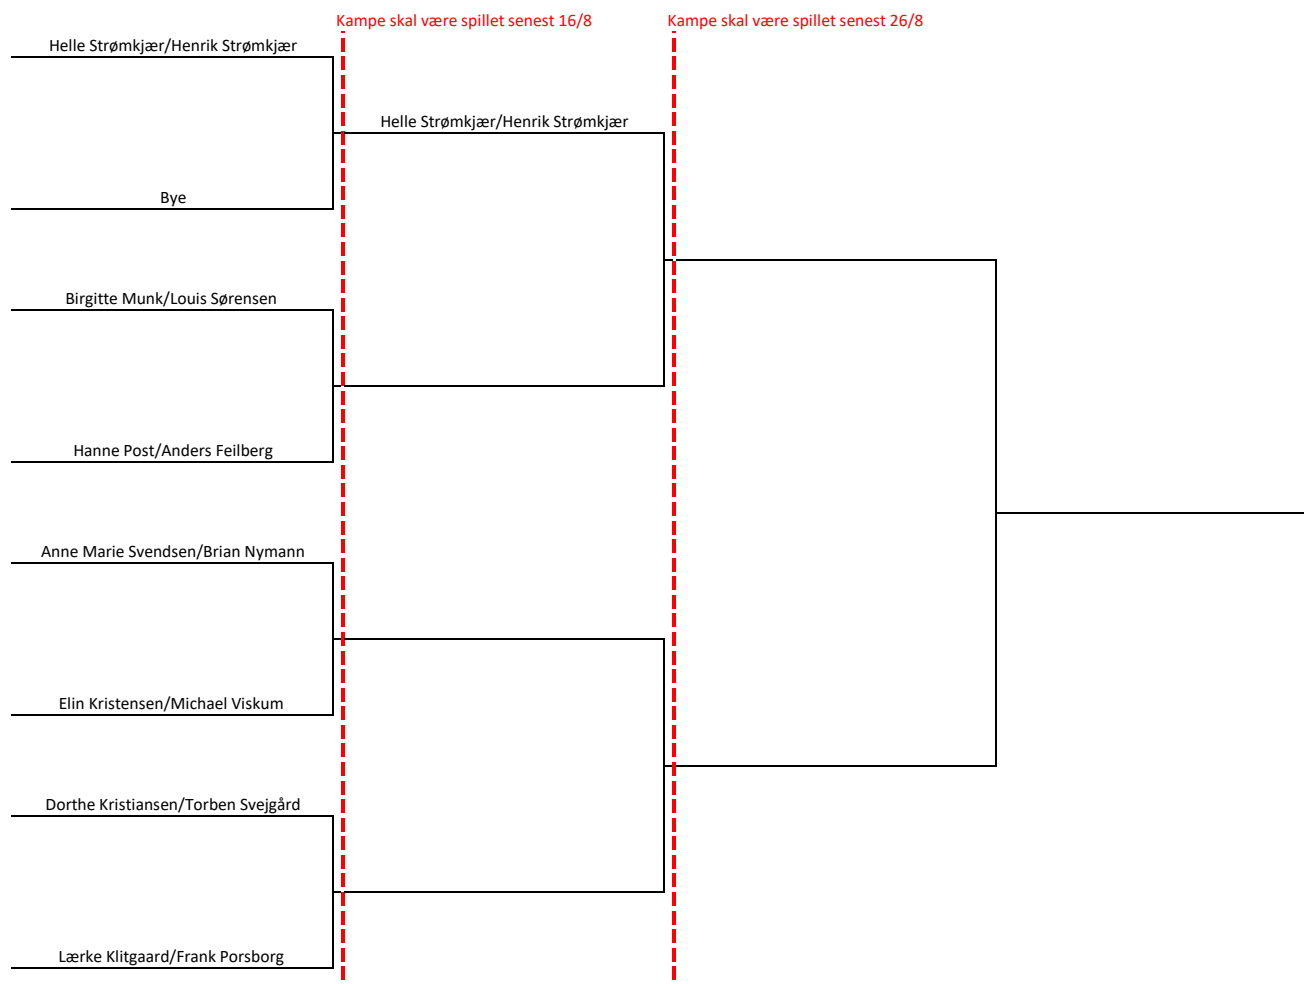 Kampe skal være spillet senest 16/8
Kampe skal være spillet senest 26/8
Helle Strømkjær/Henrik Strømkjær
Helle Strømkjær/Henrik Strømkjær
Bye
Birgitte Munk/Louis Sørensen
Hanne Post/Anders Feilberg
Anne Marie Svendsen/Brian Nymann
Elin Kristensen/Michael Viskum
Dorthe Kristiansen/Torben Svejgård
Lærke Klitgaard/Frank Porsborg